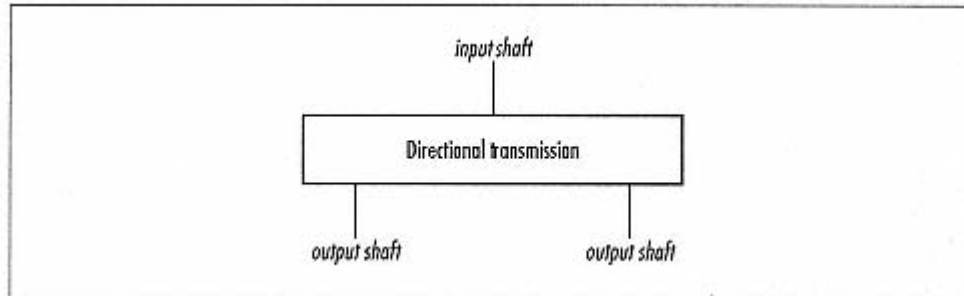 input shaft
Directional transmission
output shaft output shaft